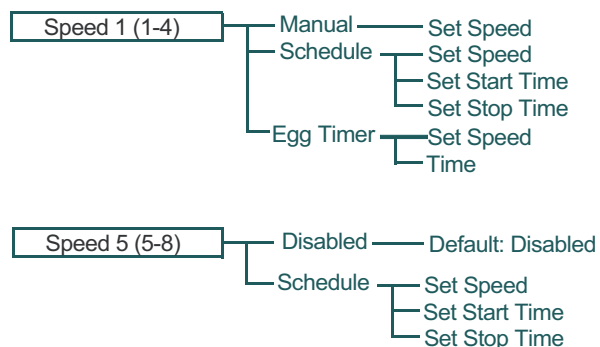 Speed 1 (1-4) Manual Set Speed
Schedule Set Speed
Set Start Time
Set Stop Time
Egg Timer Set Speed
Time
Speed 5 (5-8) Disabled Default: Disabled
Schedule Set Speed
Set Start Time
Set Stop Time